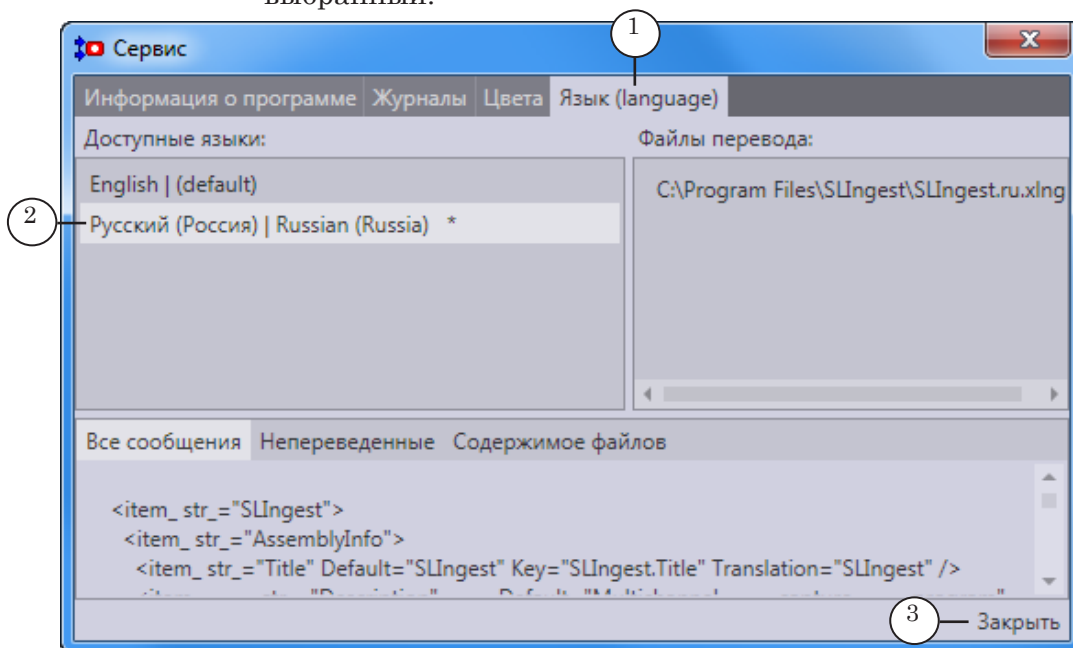 выбранный.
1
Сервис
Информация о программе Журналы Цвета Язык (language)
Доступные языки: Файлы перевода:
English | (default)
C:\Program Files\SLIngest\SLIngest.ru.xlng
2
Русский (Россия) | Russian (Russia) *
Все сообщения Непереведенные Содержимое файлов
<item_ str_="SLIngest">
<item_ str_="AssemblyInfo">
<item_ str_="Title" Default="SLIngest" Key="SLIngest.Title" Translation="SLIngest" />
3
Закрыть